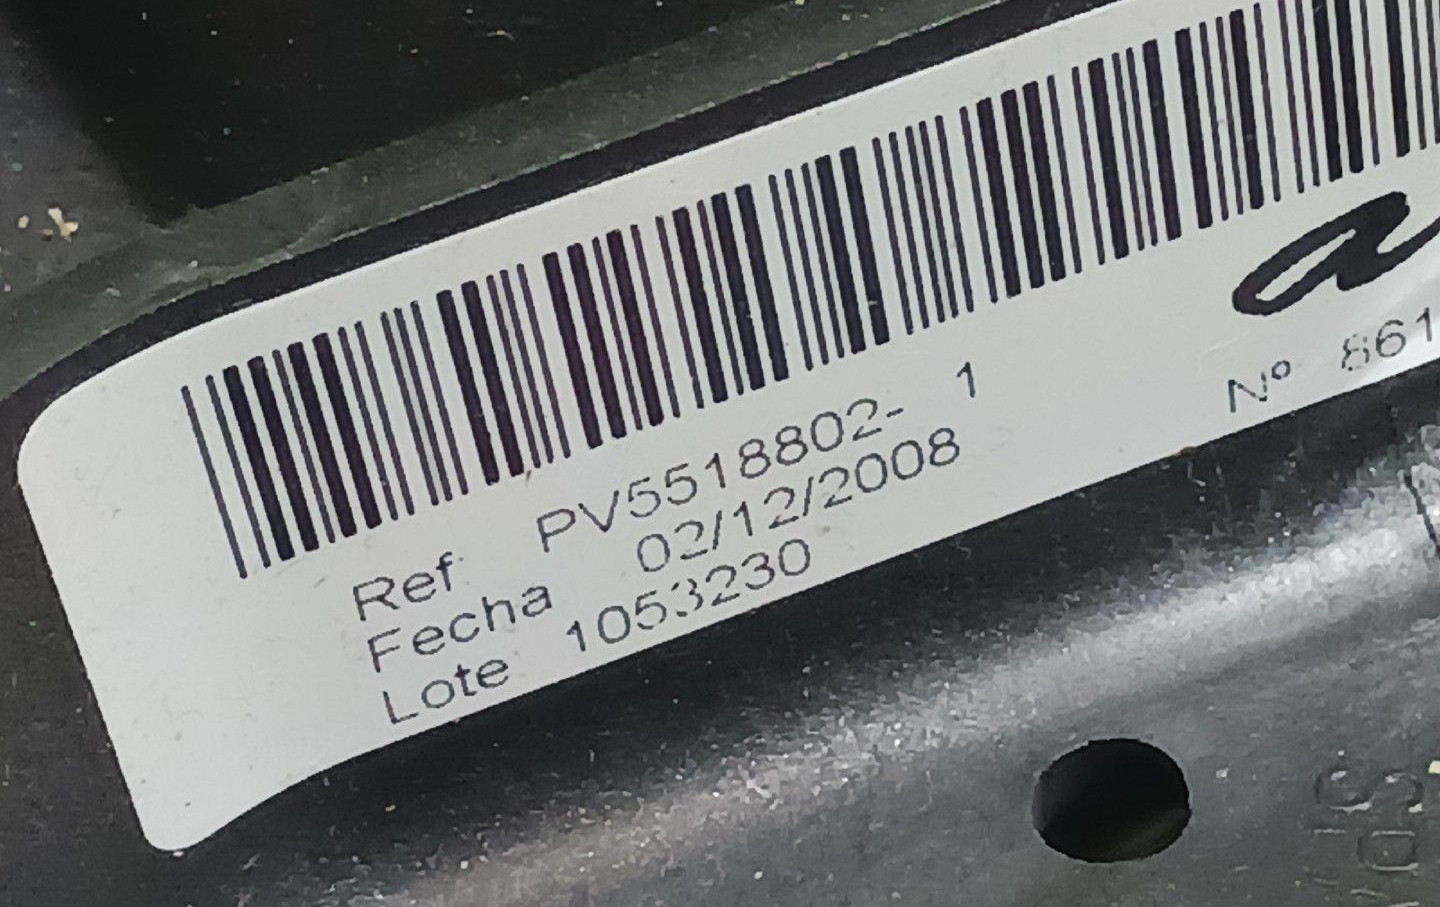 Ref. PV5518802- 1
Fecha 02/12/2008
Lote 1053230
a
Nº 861